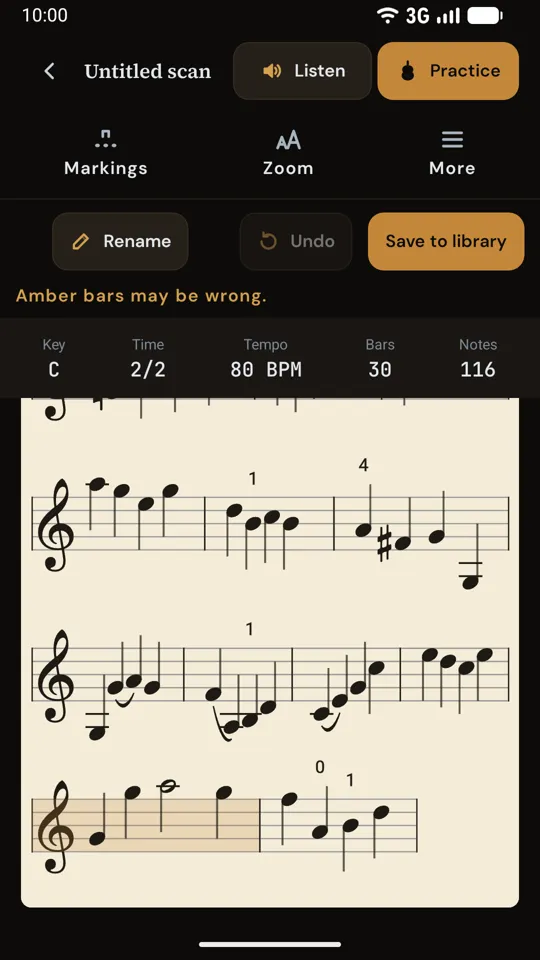 10:00 3G
Untitled scan Listen Practice
Markings Zoom More
Rename Undo Save to library
Amber bars may be wrong.
Key Time Tempo Bars Notes
C 2/2 80 BPM 30 116
1 4
1
0 1